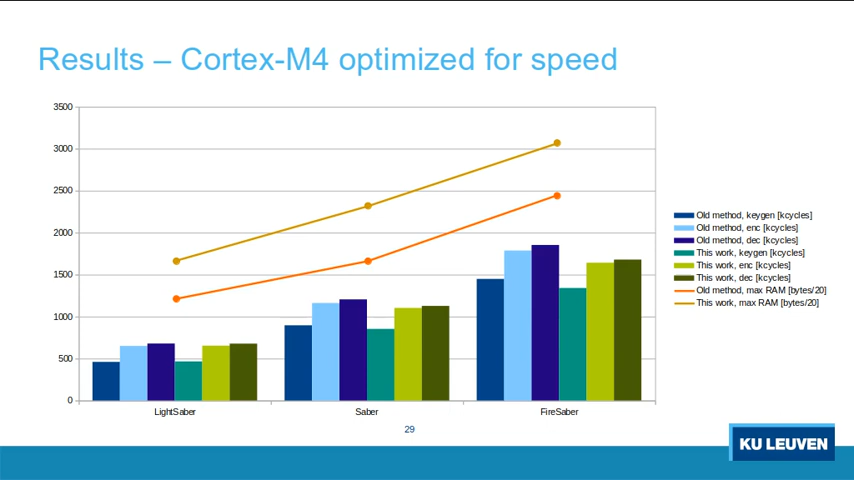 Results – Cortex-M4 optimized for speed
3500
3000
2500
2000
1500
1000
500
0
LightSaber
Saber
FireSaber
Old method, keygen [kcycles]
Old method, enc [kcycles]
Old method, dec [kcycles]
This work, keygen [kcycles]
This work, enc [kcycles]
This work, dec [kcycles]
Old method, max RAM [bytes/20]
This work, max RAM [bytes/20]
29
KU LEUVEN